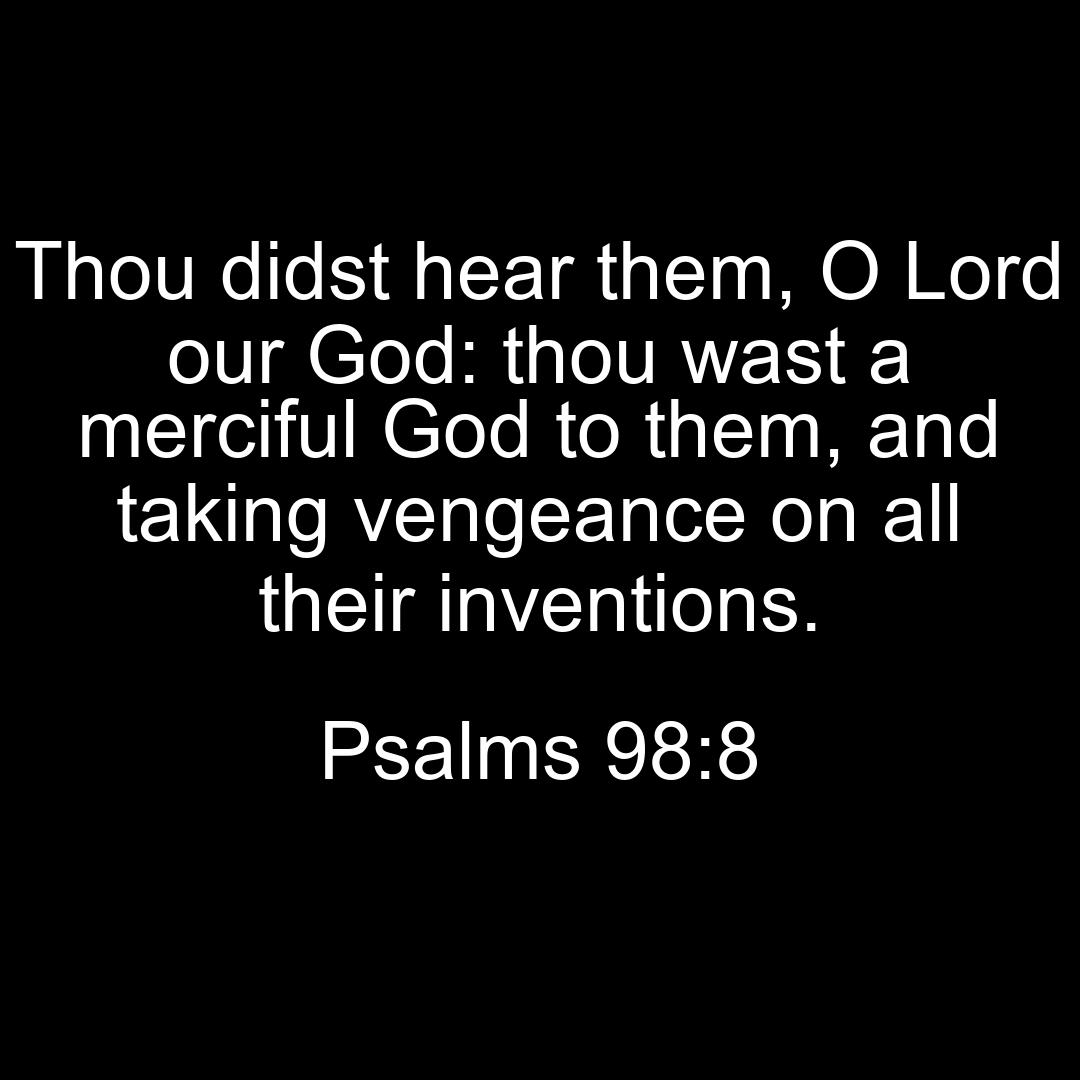 Thou didst hear them, O Lord
our God: thou wast a
merciful God to them, and
taking vengeance on all
their inventions.
Psalms 98:8